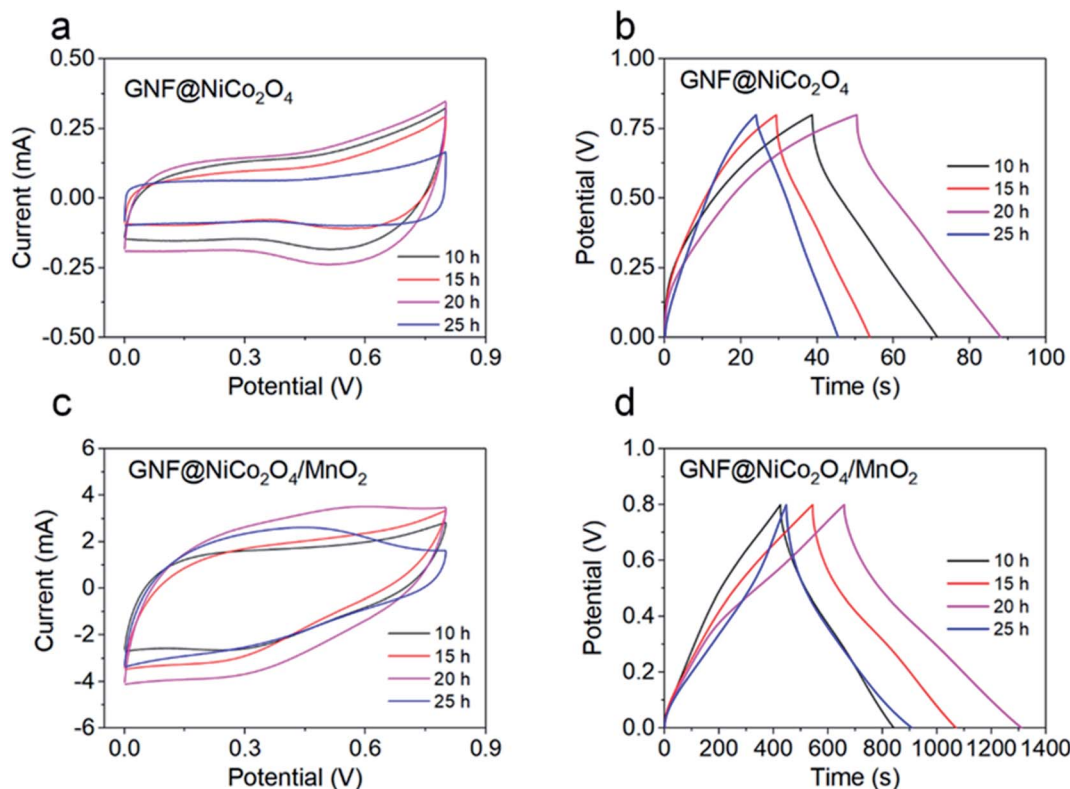 a
GNF@NiCo₂O₄
Current (mA)
0.50
0.25
0.00
-0.25
-0.50
10 h
15 h
20 h
25 h
0.0 0.3 0.6 0.9
Potential (V)
b
GNF@NiCo₂O₄
Potential (V)
1.00
0.75
0.50
0.25
0.00
10 h
15 h
20 h
25 h
0 20 40 60 80 100
Time (s)
c
GNF@NiCo₂O₄/MnO₂
Current (mA)
6
4
2
0
-2
-4
-6
10 h
15 h
20 h
25 h
0.0 0.3 0.6 0.9
Potential (V)
d
GNF@NiCo₂O₄/MnO₂
Potential (V)
1.0
0.8
0.6
0.4
0.2
0.0
10 h
15 h
20 h
25 h
0 200 400 600 800 1000 1200 1400
Time (s)